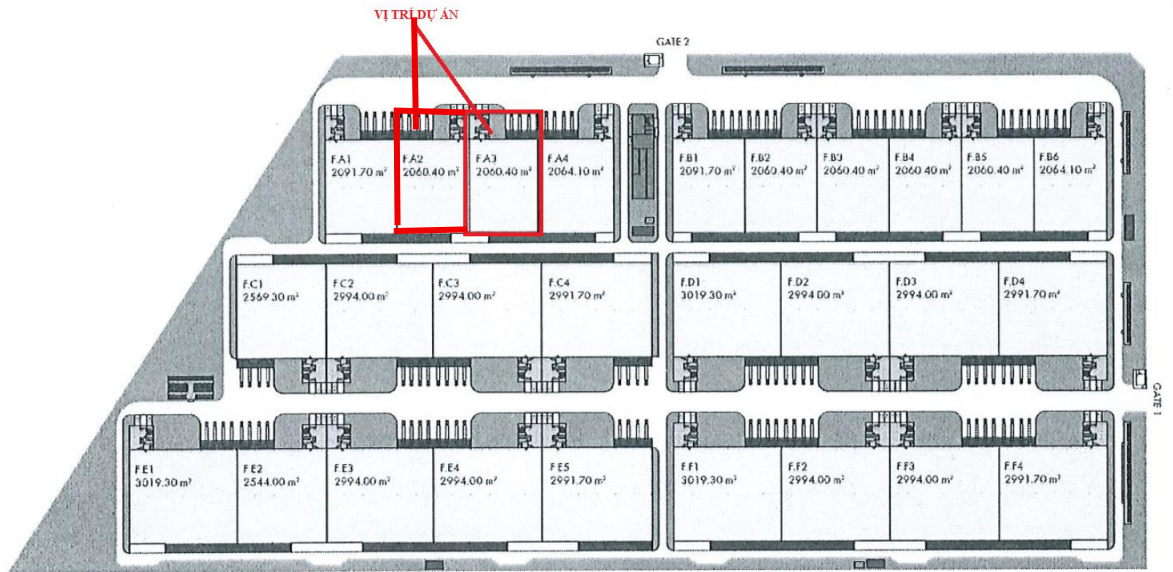 VỊ TRÍ DỰ ÁN
GATE 2
F.A1
2091.70 m²
F.A2
2060.40 m²
F.A3
2060.40 m²
F.A4
2064.10 m²
F.B1
2091.70 m²
F.B2
2060.40 m²
F.B3
2060.40 m²
F.B4
2060.40 m²
F.B5
2060.40 m²
F.B6
2064.10 m²
F.C1
2569.30 m²
F.C2
2994.00 m²
F.C3
2994.00 m²
F.C4
2991.70 m²
F.D1
3019.30 m²
F.D2
2994.00 m²
F.D3
2994.00 m²
F.D4
2991.70 m²
GATE 1
F.E1
3019.30 m²
F.E2
2544.00 m²
F.E3
2994.00 m²
F.E4
2994.00 m²
F.E5
2991.70 m²
F.F1
3019.30 m²
F.F2
2994.00 m²
F.F3
2994.00 m²
F.F4
2991.70 m²